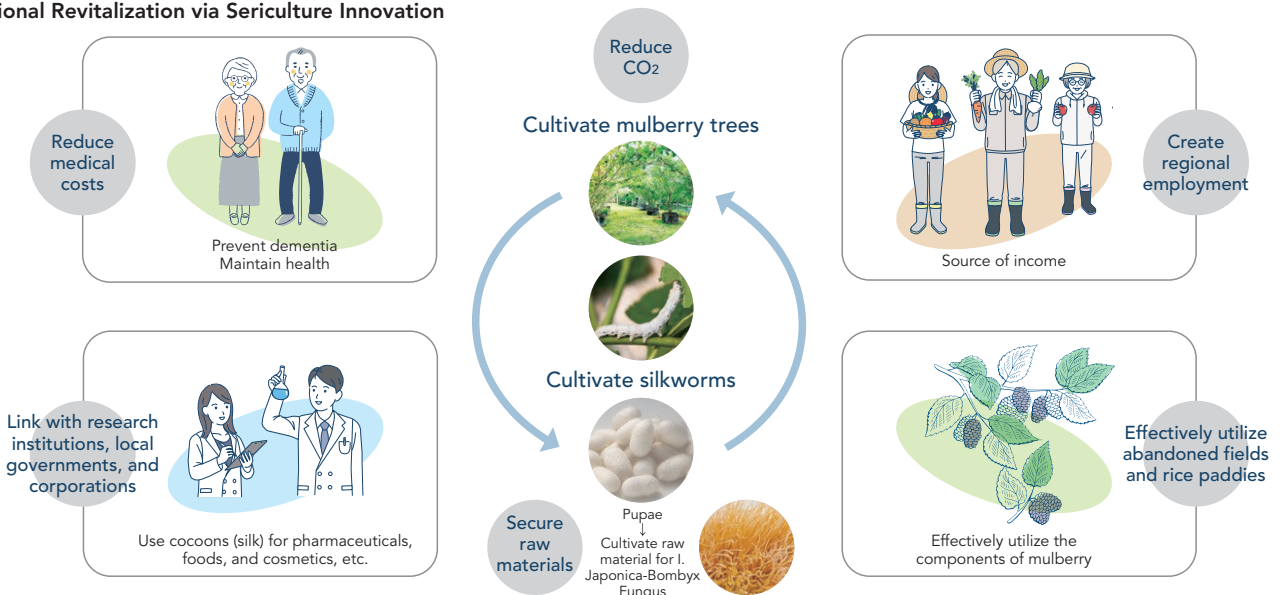 ional Revitalization via Sericulture Innovation
Reduce
medical
costs
Prevent dementia
Maintain health
Reduce
CO2
Cultivate mulberry trees
Cultivate silkworms
Create
regional
employment
Source of income
Link with research
institutions, local
governments, and
corporations
Use cocoons (silk) for pharmaceuticals,
foods, and cosmetics, etc.
Secure
raw
materials
Pupae
↓
Cultivate raw
material for I.
Japonica-Bombyx
Fungus
Effectively utilize
abandoned fields
and rice paddies
Effectively utilize the
components of mulberry